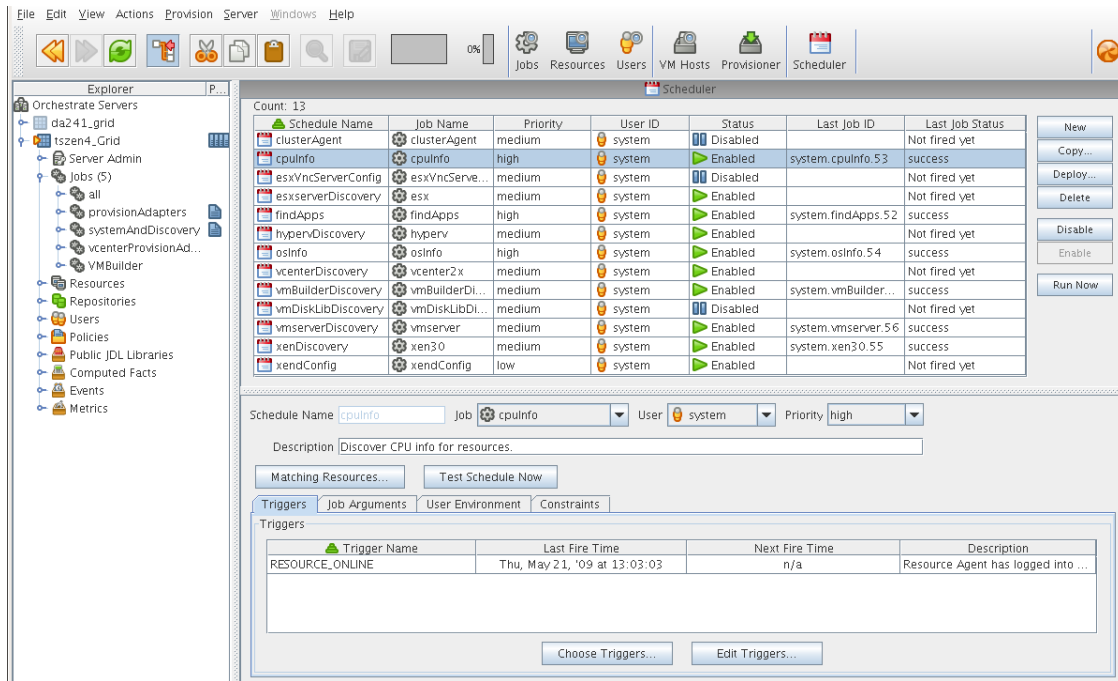 File Edit View Actions Provision Server Windows Help
0%
Jobs Resources Users VM Hosts Provisioner Scheduler
Explorer P...
Orchestrate Servers
da241_grid
tszen4_Grid
Server Admin
Jobs (5)
all
provisionAdapters
systemAndDiscovery
vcenterProvisionAd...
VMBuilder
Resources
Repositories
Users
Policies
Public JDL Libraries
Computed Facts
Events
Metrics
Scheduler
Count: 13
Schedule Name Job Name Priority User ID Status Last Job ID Last Job Status
clusterAgent clusterAgent medium system Disabled Not fired yet
cpuInfo cpuInfo high system Enabled system.cpuInfo.53 success
esxVncServerConfig esxVncServe... medium system Disabled Not fired yet
esxserverDiscovery esx medium system Enabled Not fired yet
findApps findApps high system Enabled system.findApps.52 success
hypervDiscovery hyperv medium system Enabled Not fired yet
osInfo osInfo high system Enabled system.osInfo.54 success
vcenterDiscovery vcenter2x medium system Enabled Not fired yet
vmBuilderDiscovery vmBuilderDi... medium system Enabled system.vmBuilder... success
vmDiskLibDiscovery vmDiskLibDi... medium system Disabled Not fired yet
vmserverDiscovery vmserver medium system Enabled system.vmserver.56 success
xenDiscovery xen30 medium system Enabled system.xen30.55 success
xendConfig xendConfig low system Enabled Not fired yet
New
Copy...
Deploy...
Delete
Disable
Enable
Run Now
Schedule Name cpuInfo Job cpuInfo User system Priority high
Description Discover CPU info for resources.
Matching Resources... Test Schedule Now
Triggers Job Arguments User Environment Constraints
Triggers
Trigger Name Last Fire Time Next Fire Time Description
RESOURCE_ONLINE Thu, May 21, '09 at 13:03:03 n/a Resource Agent has logged into ...
Choose Triggers... Edit Triggers...